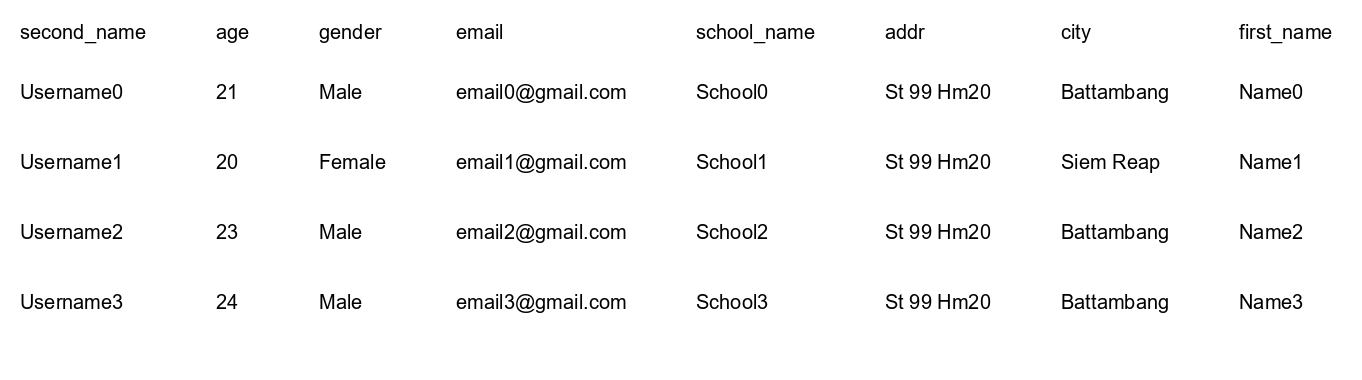 second_name age gender email school_name addr city first_name
Username0 21 Male email0@gmail.com School0 St 99 Hm20 Battambang Name0
Username1 20 Female email1@gmail.com School1 St 99 Hm20 Siem Reap Name1
Username2 23 Male email2@gmail.com School2 St 99 Hm20 Battambang Name2
Username3 24 Male email3@gmail.com School3 St 99 Hm20 Battambang Name3